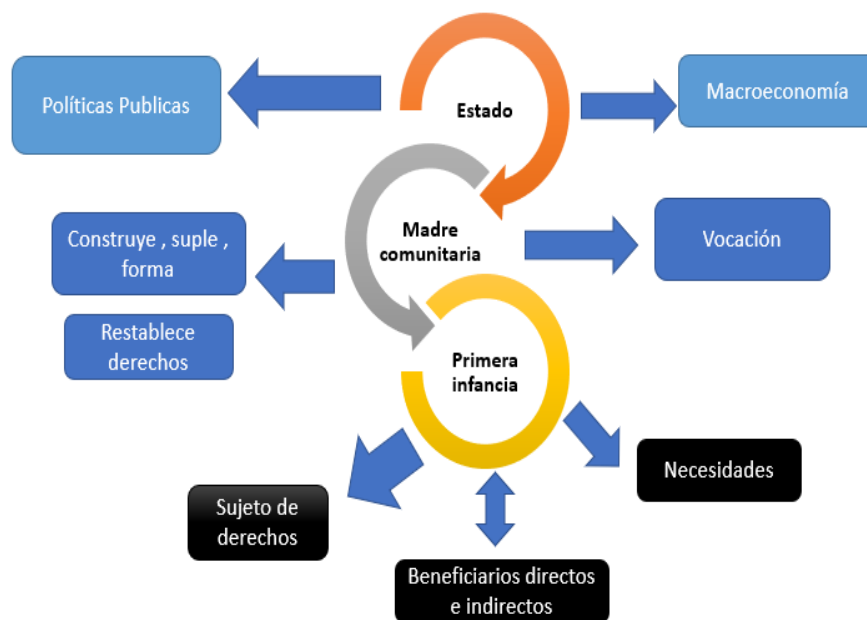 Políticas Publicas
Estado
Macroeconomía
Construye , suple ,
forma
Madre
comunitaria
Vocación
Restablece
derechos
Primera
infancia
Sujeto de
derechos
Necesidades
Beneficiarios directos
e indirectos